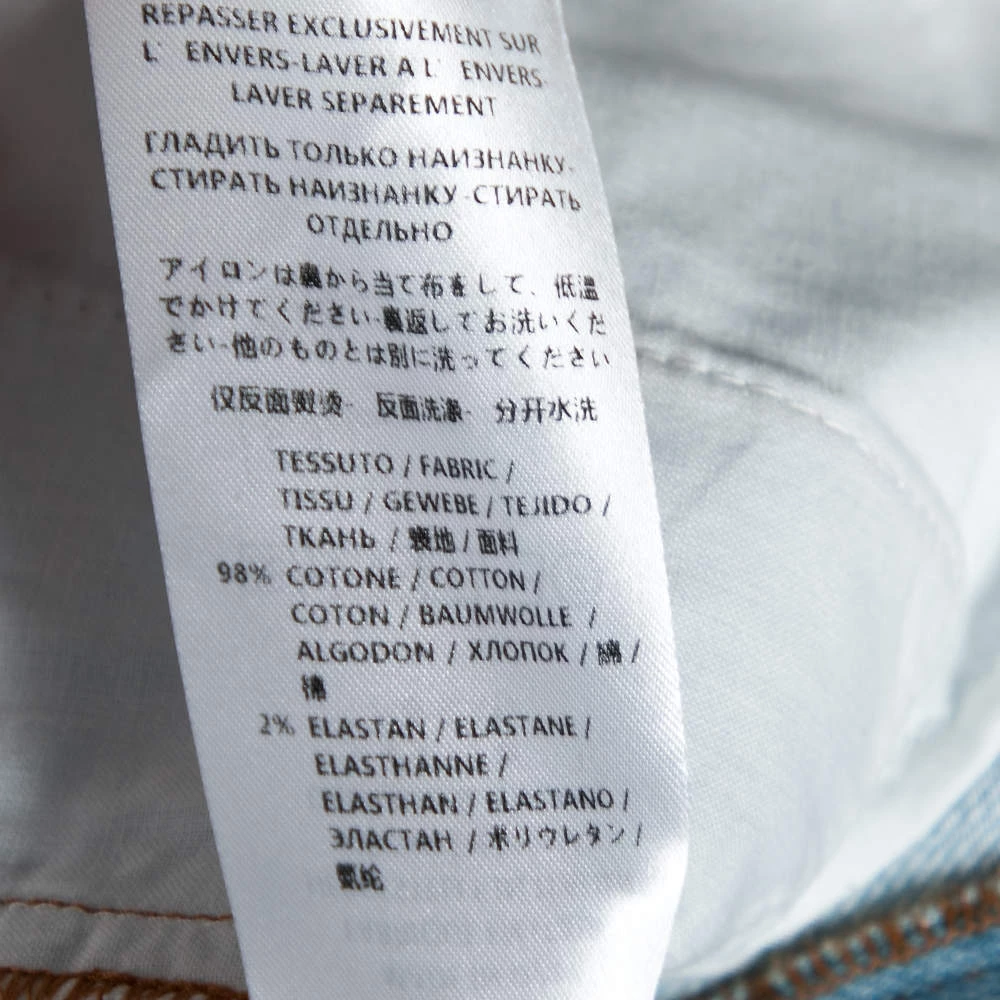 REPASSER EXCLUSIVEMENT SUR
L' ENVERS-LAVER A L' ENVERS-
LAVER SEPAREMENT
ГЛАДИТЬ ТОЛЬКО НАИЗНАНКУ-
СТИРАТЬ НАИЗНАНКУ-СТИРАТЬ
ОТДЕЛЬНО
アイロンは裏から当て布をして、低温
でかけてください-裏返してお洗いくだ
さい-他のものとは別に洗ってください
仅反面熨烫- 反面洗涤- 分开水洗
TESSUTO / FABRIC /
TISSU / GEWEBE / TEJIDO /
ТКАНЬ / 表地 / 面料
98% COTONE / COTTON /
COTON / BAUMWOLLE /
ALGODON / ХЛОПОК / 綿 /
棉
2% ELASTAN / ELASTANE /
ELASTHANNE /
ELASTHAN / ELASTANO /
ЭЛАСТАН / ポリウレタン /
氨纶